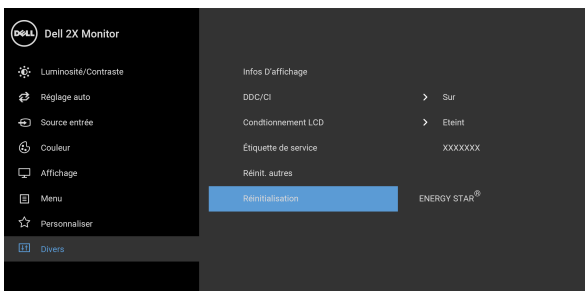 DELL Dell 2X Monitor
Luminosité/Contraste Infos D'affichage
Réglage auto DDC/CI > Sur
Source entrée Condtionnement LCD > Eteint
Couleur Étiquette de service XXXXXXX
Affichage Réinit. autres
Menu Réinitialisation ENERGY STAR®
Personnaliser
Divers